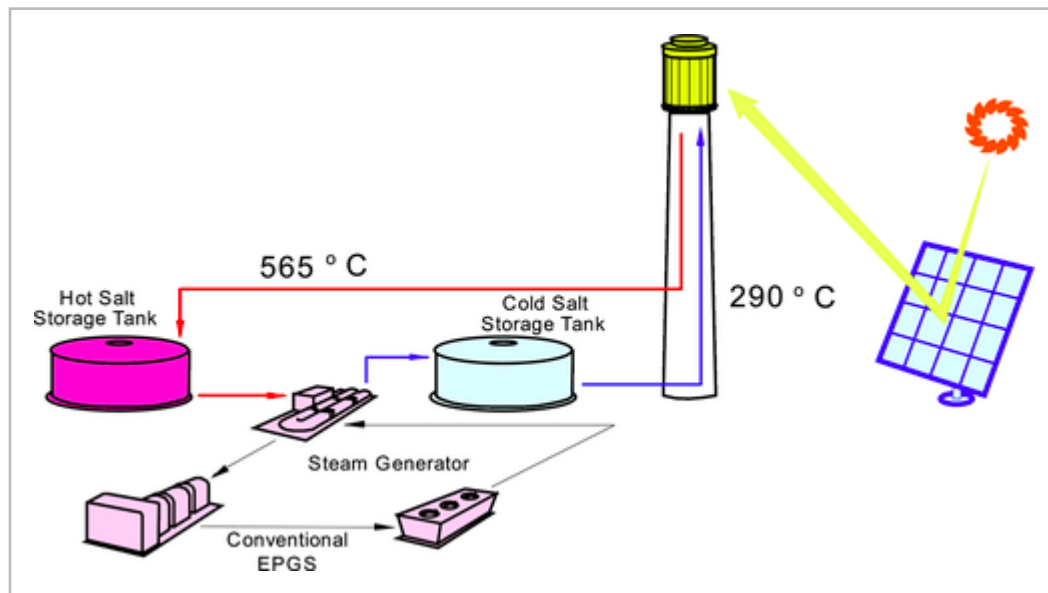 565 º C
Hot Salt
Storage Tank
Cold Salt
Storage Tank
290 º C
Steam Generator
Conventional
EPGS